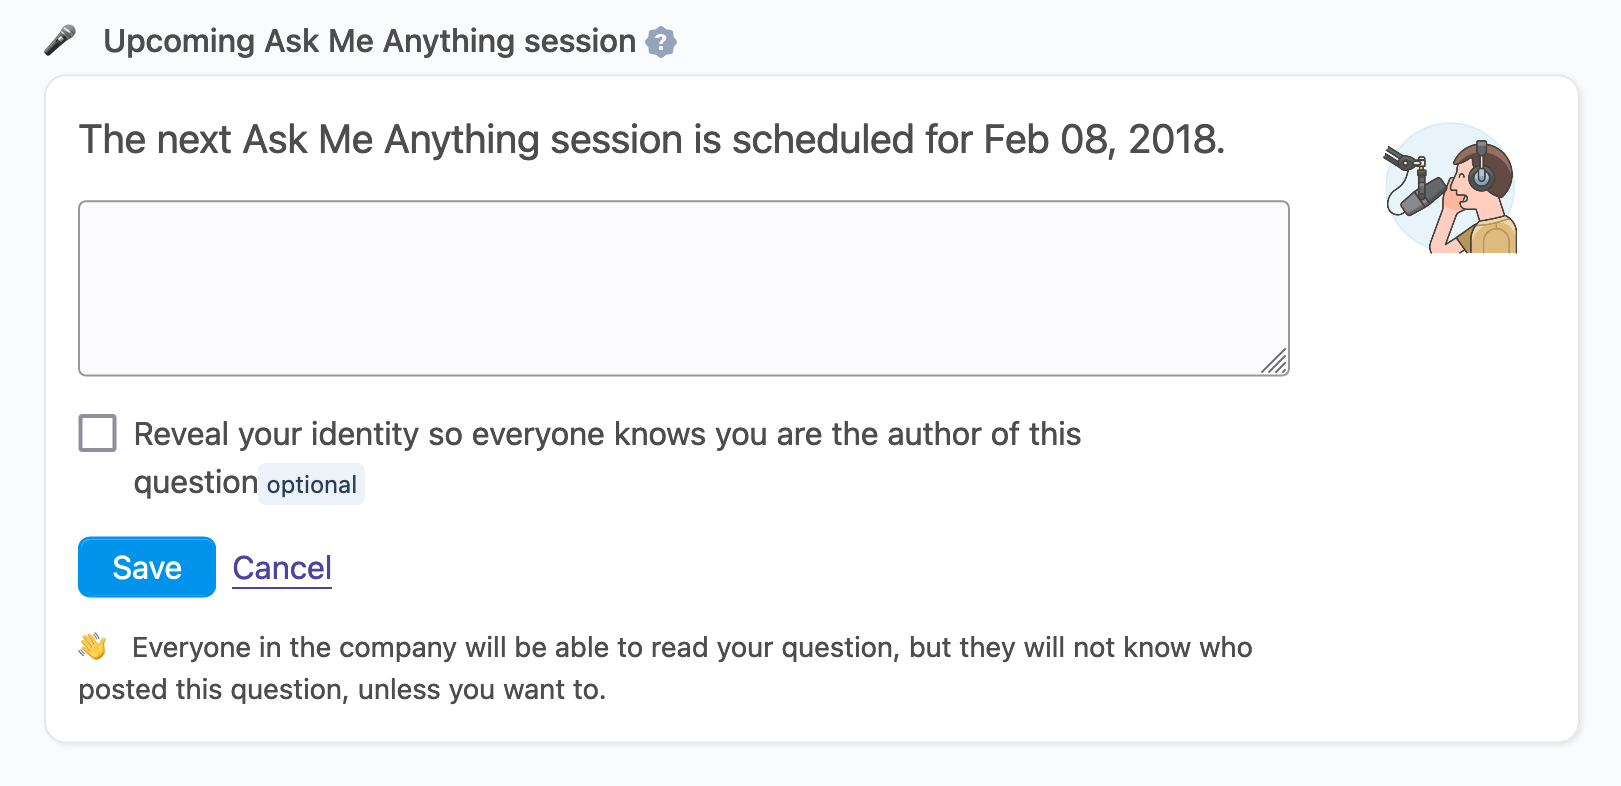 Upcoming Ask Me Anything session ?
The next Ask Me Anything session is scheduled for Feb 08, 2018.
Reveal your identity so everyone knows you are the author of this
question optional
Save Cancel
👋 Everyone in the company will be able to read your question, but they will not know who
posted this question, unless you want to.